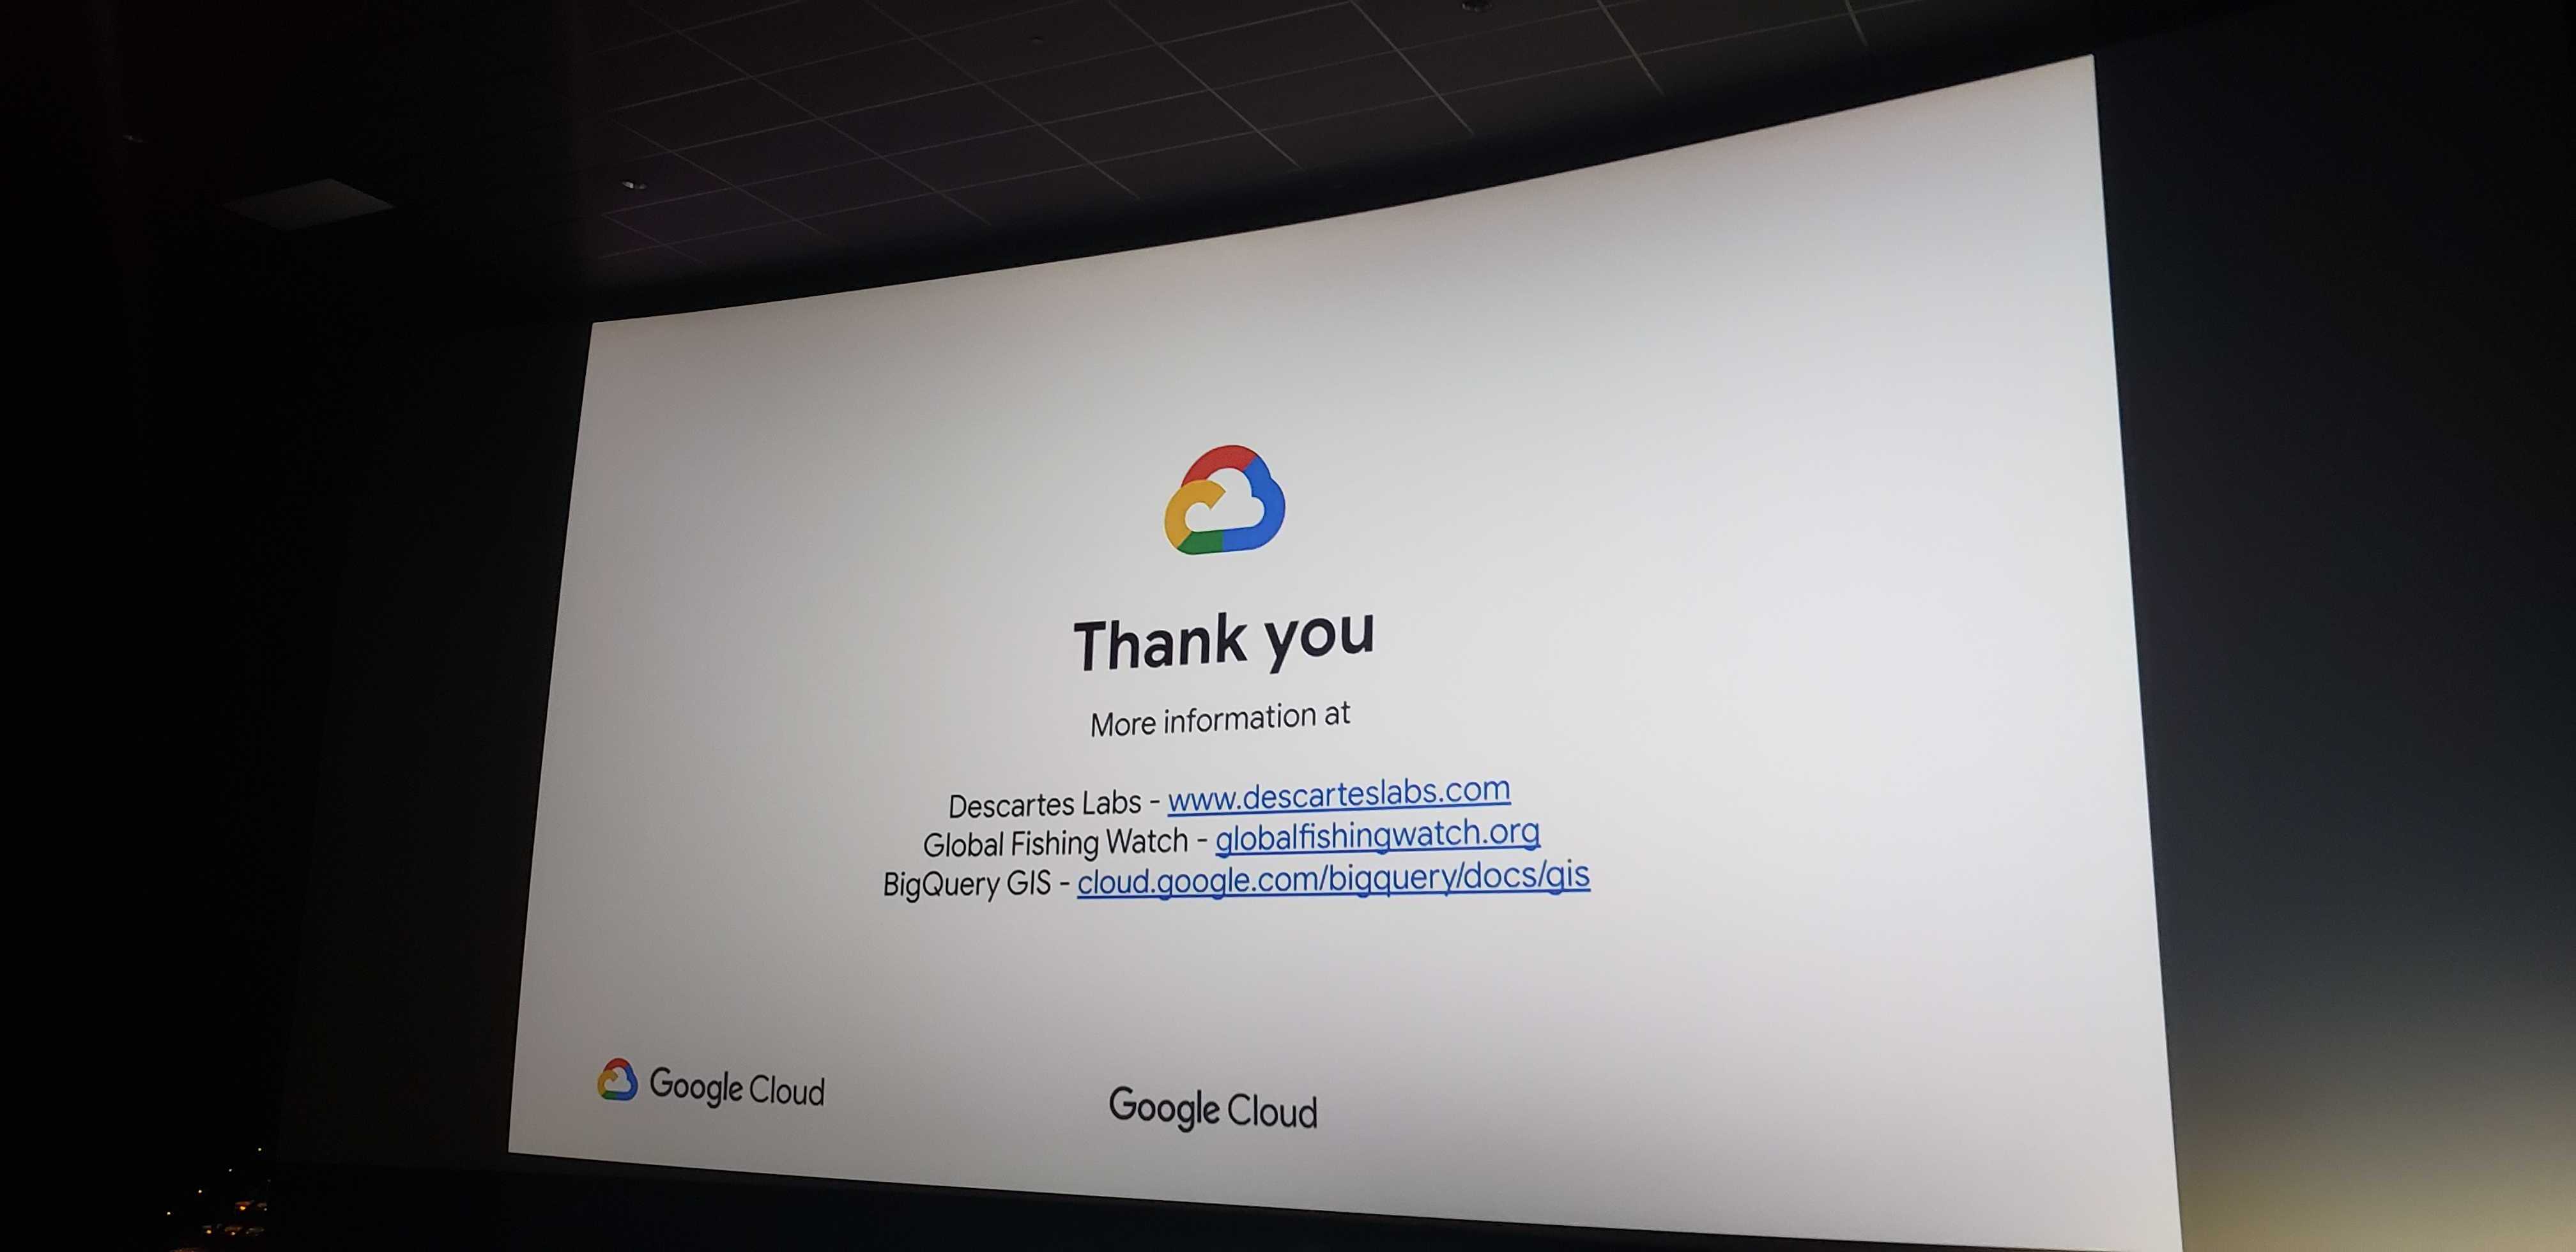 Thank you
More information at
Descartes Labs - www.descarteslabs.com
Global Fishing Watch - globalfishingwatch.org
BigQuery GIS - cloud.google.com/bigquery/docs/gis
Google Cloud
Google Cloud